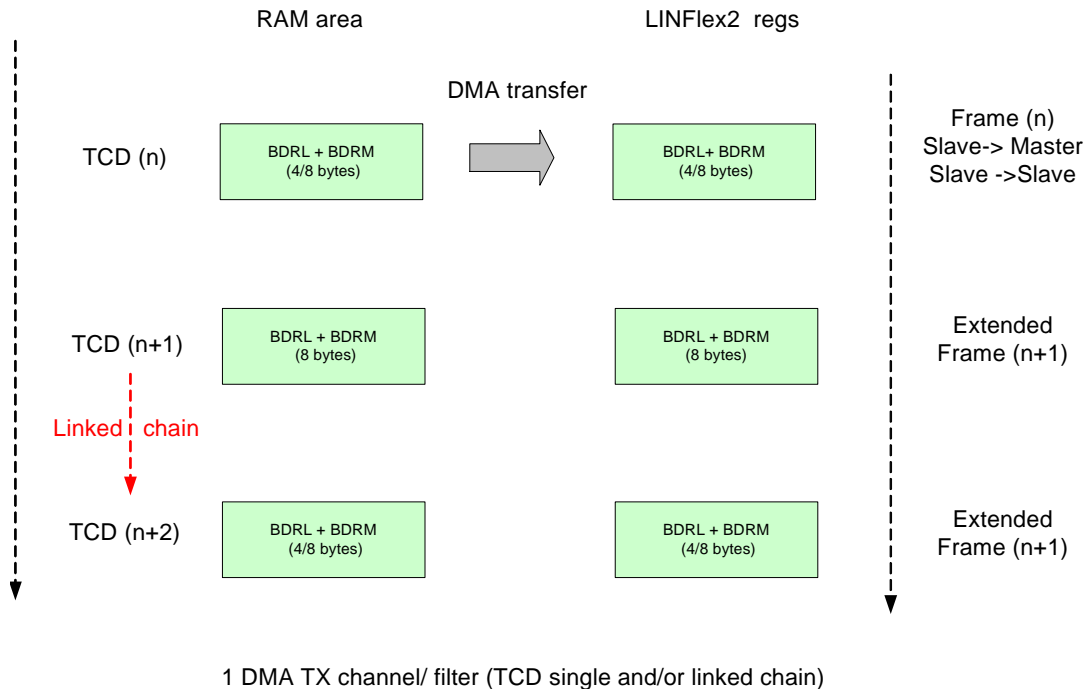 RAM area
LINFlex2 regs
DMA transfer
TCD (n)
BDRL + BDRM
(4/8 bytes)
BDRL+ BDRM
(4/8 bytes)
Frame (n)
Slave-> Master
Slave ->Slave
TCD (n+1)
BDRL + BDRM
(8 bytes)
BDRL + BDRM
(8 bytes)
Extended
Frame (n+1)
Linked chain
TCD (n+2)
BDRL + BDRM
(4/8 bytes)
BDRL + BDRM
(4/8 bytes)
Extended
Frame (n+1)
1 DMA TX channel/ filter (TCD single and/or linked chain)